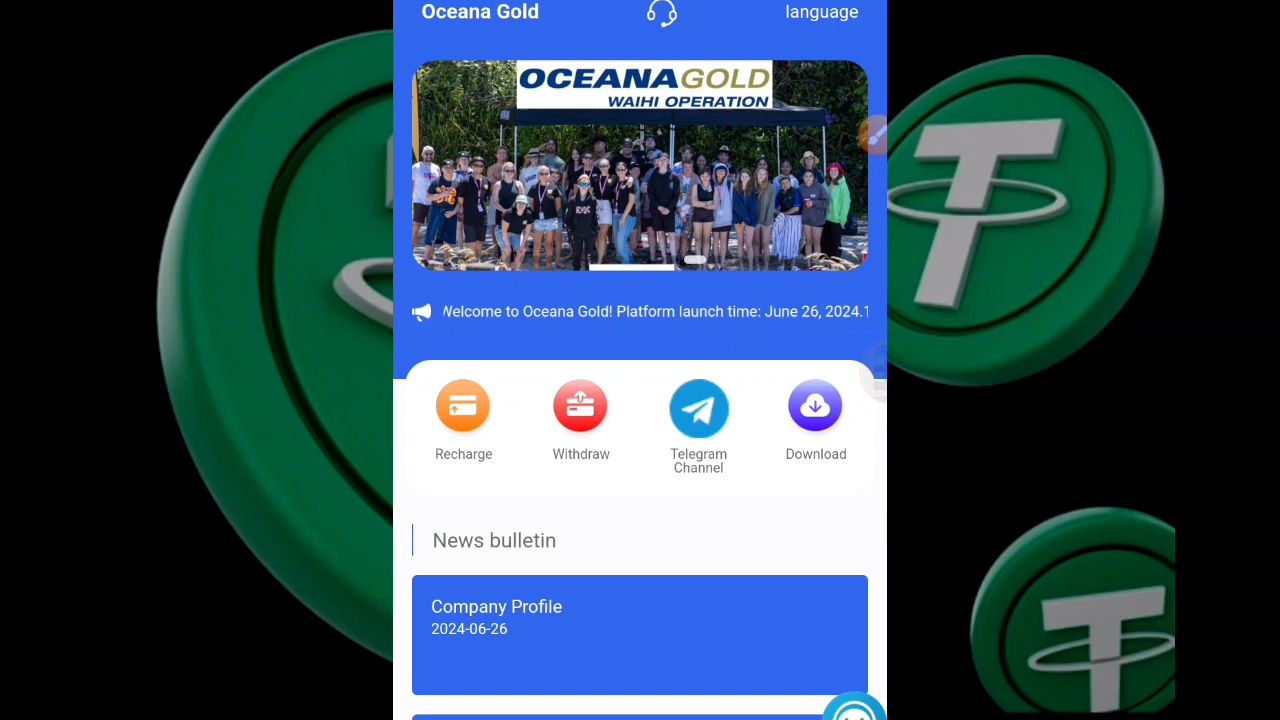 Oceana Gold
language
OCEANAGOLD
WAIHI OPERATION
Welcome to Oceana Gold! Platform launch time: June 26, 2024.1
Recharge
Withdraw
Telegram
Channel
Download
News bulletin
Company Profile
2024-06-26